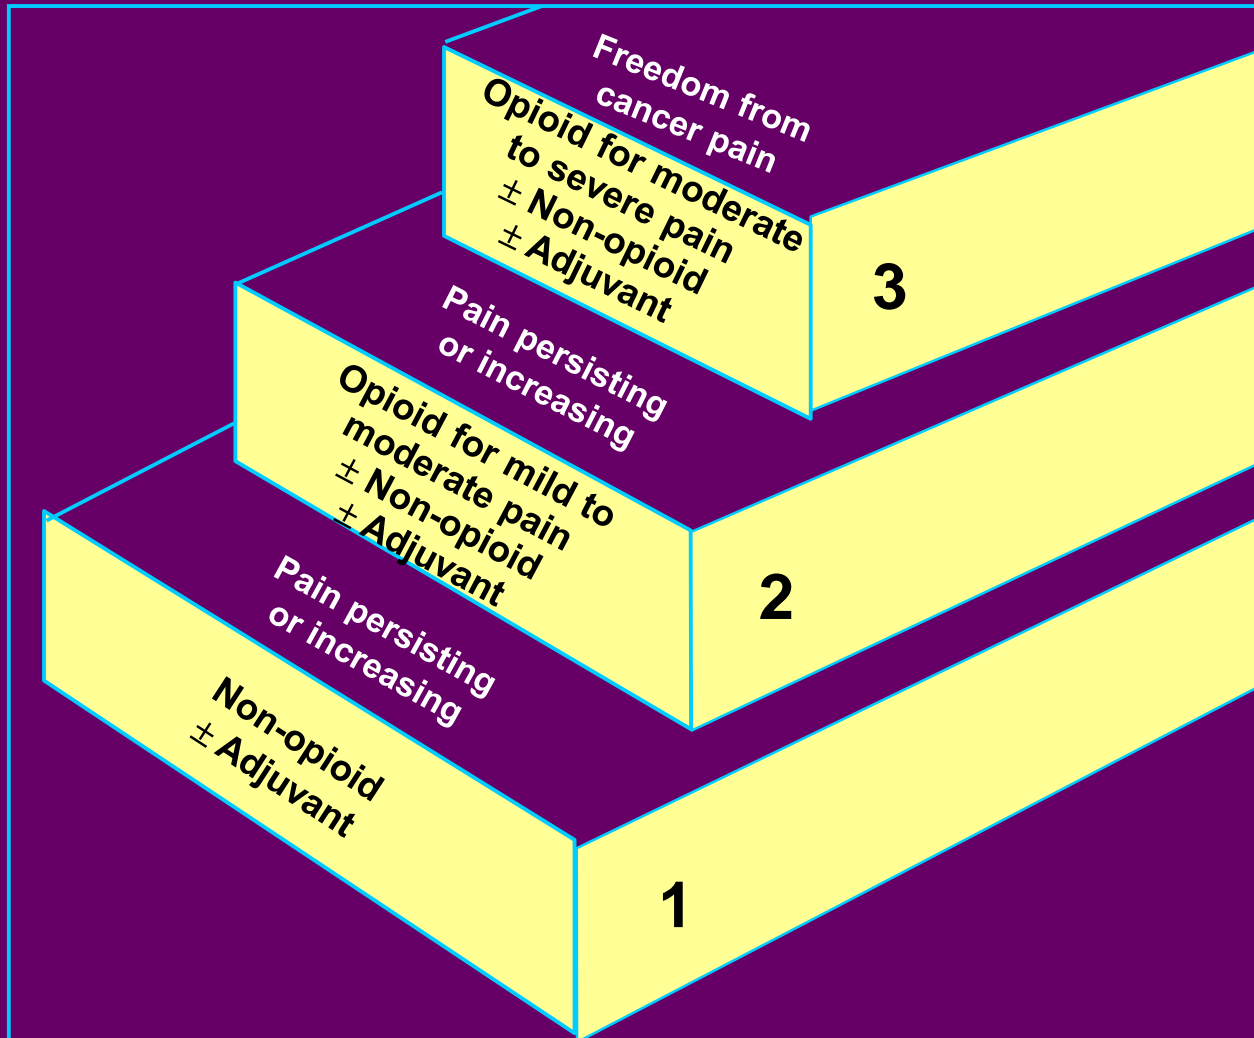 Freedom from
cancer pain
Opioid for moderate
to severe pain
± Non-opioid
± Adjuvant
3
Pain persisting
or increasing
Opioid for mild to
moderate pain
± Non-opioid
± Adjuvant
2
Pain persisting
or increasing
Non-opioid
± Adjuvant
1